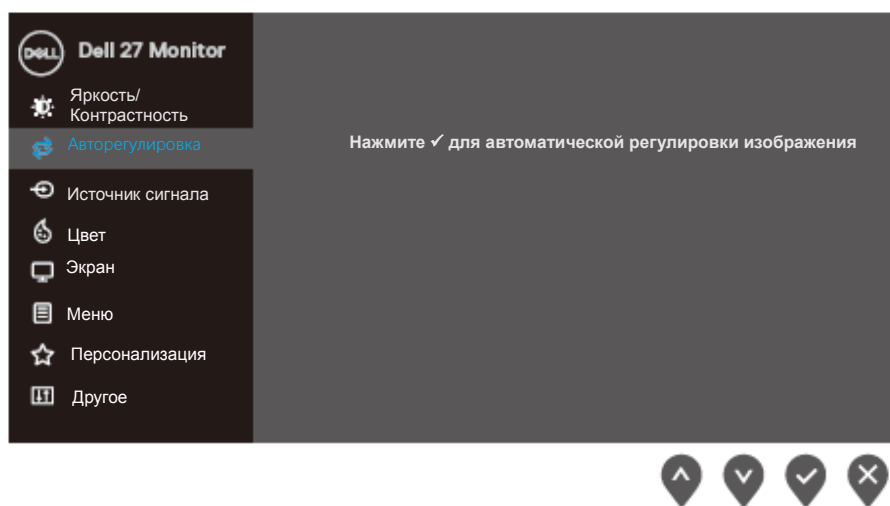 DELL Dell 27 Monitor
Яркость/
Контрастность
Авторегулировка
Нажмите ✓ для автоматической регулировки изображения
Источник сигнала
Цвет
Экран
Меню
Персонализация
Другое